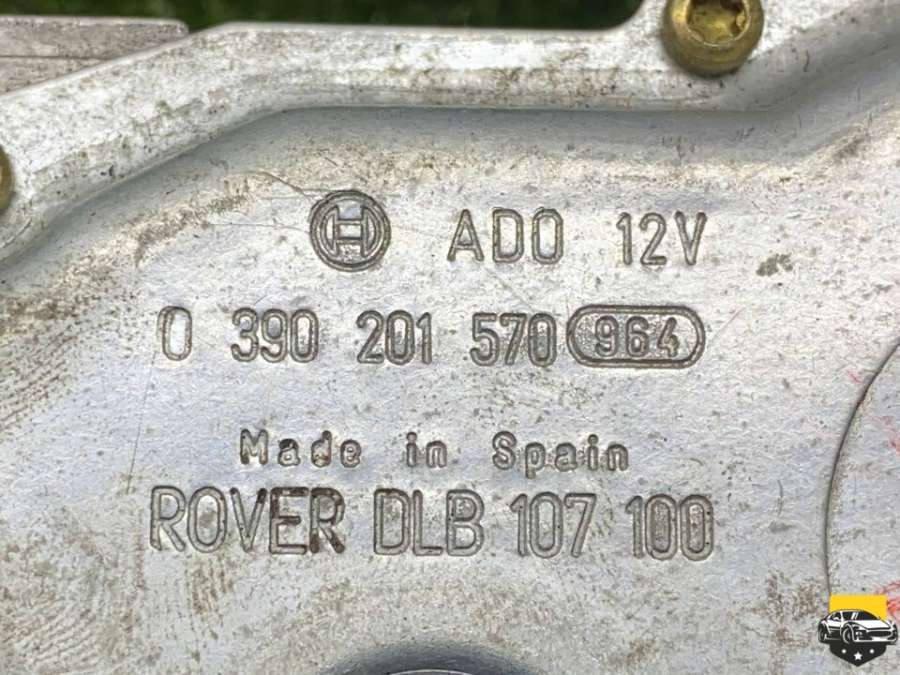 ADO 12V
0 390 201 570 964
Made in Spain
ROVER DLB 107 100